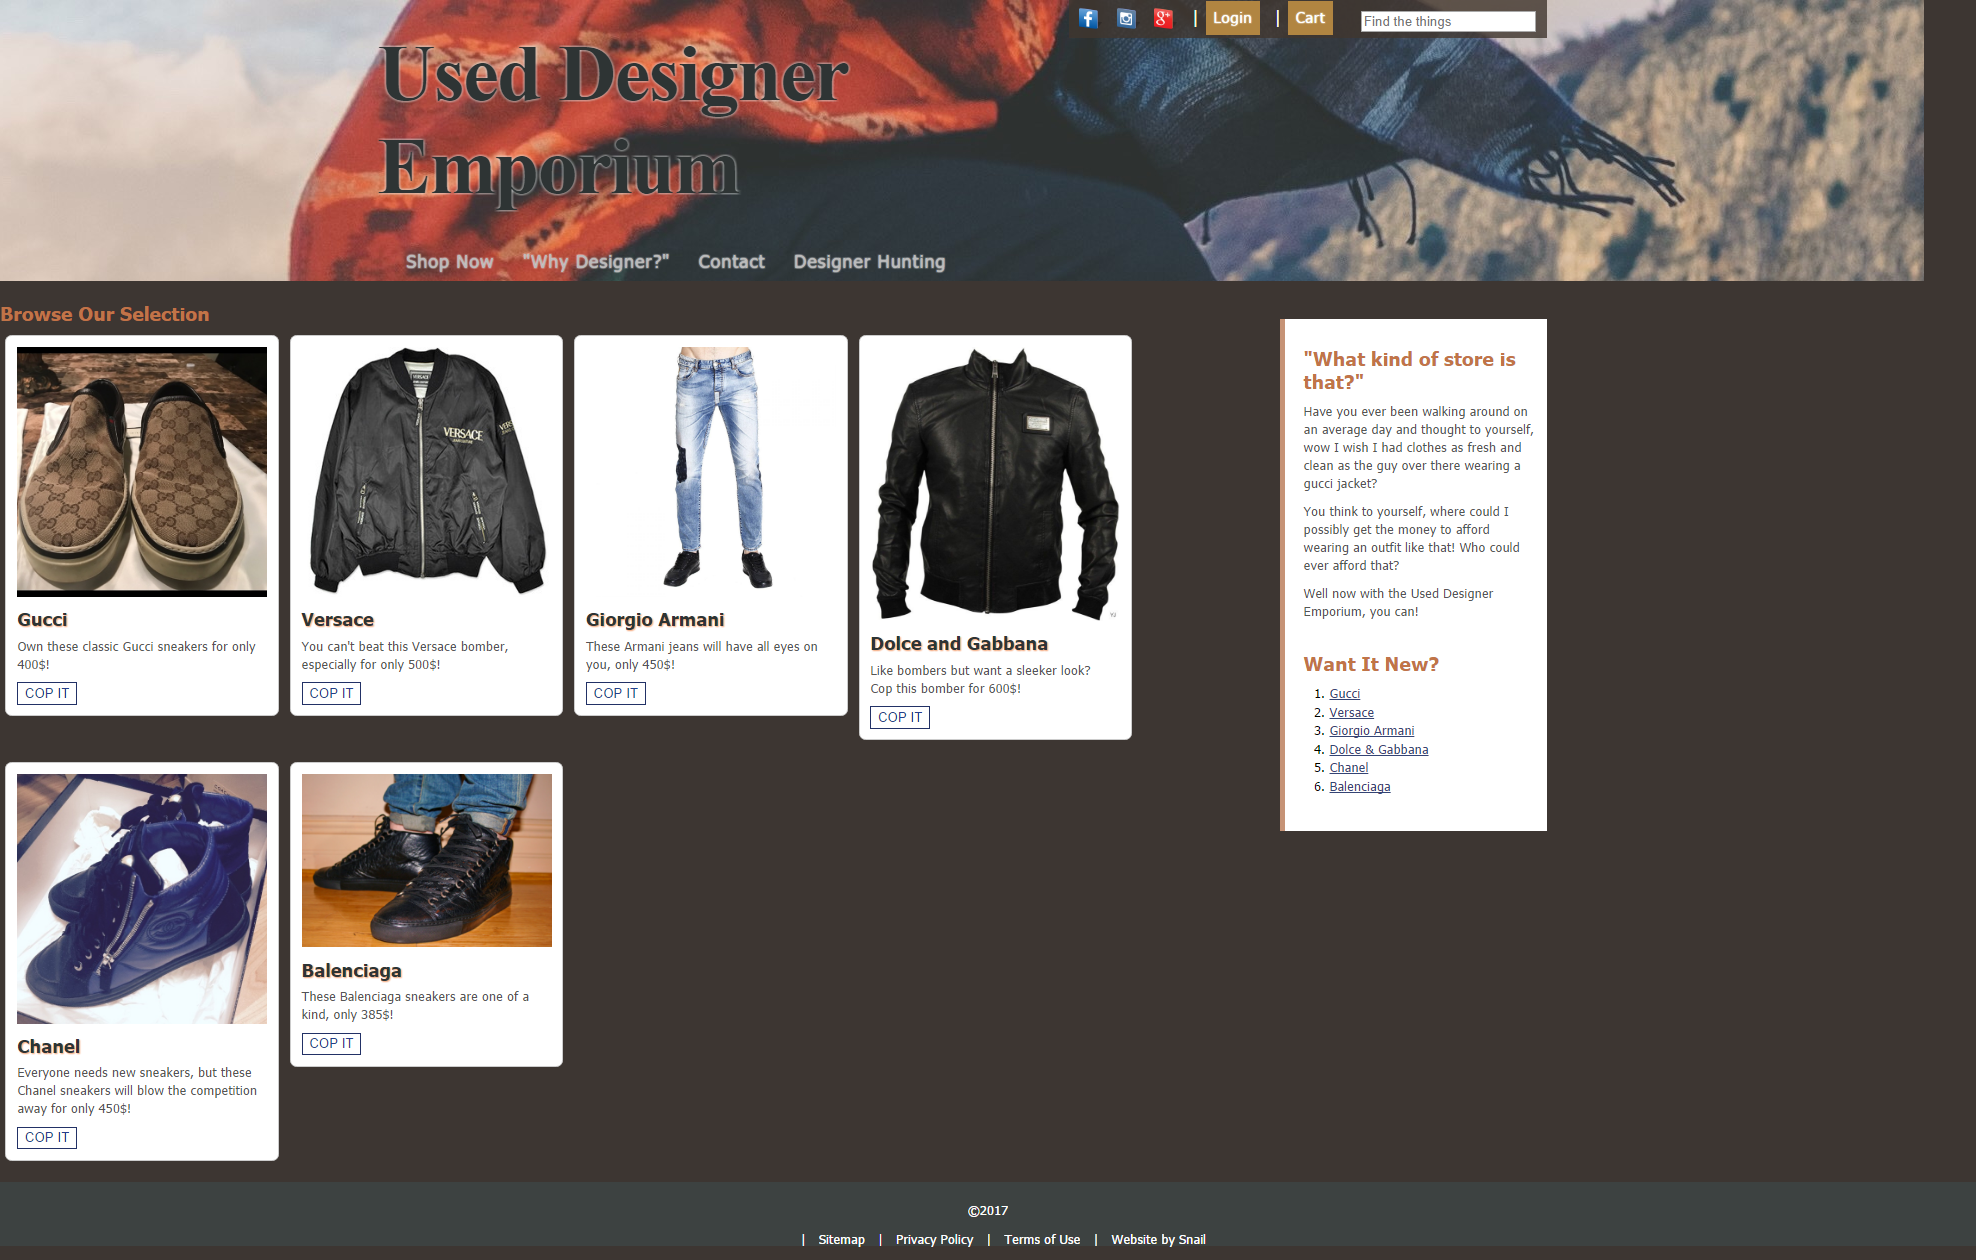 | Login | Cart Find the things
Used Designer
Emporium
Shop Now "Why Designer?" Contact Designer Hunting
Browse Our Selection
VERSACE
Gucci
Own these classic Gucci sneakers for only
400$!
COP IT
Versace
You can't beat this Versace bomber,
especially for only 500$!
COP IT
Giorgio Armani
These Armani jeans will have all eyes on
you, only 450$!
COP IT
Dolce and Gabbana
Like bombers but want a sleeker look?
Cop this bomber for 600$!
COP IT
Chanel
Everyone needs new sneakers, but these
Chanel sneakers will blow the competition
away for only 450$!
COP IT
Balenciaga
These Balenciaga sneakers are one of a
kind, only 385$!
COP IT
"What kind of store is
that?"
Have you ever been walking around on
an average day and thought to yourself,
wow I wish I had clothes as fresh and
clean as the guy over there wearing a
gucci jacket?
You think to yourself, where could I
possibly get the money to afford
wearing an outfit like that! Who could
ever afford that?
Well now with the Used Designer
Emporium, you can!
Want It New?
1. Gucci
2. Versace
3. Giorgio Armani
4. Dolce & Gabbana
5. Chanel
6. Balenciaga
©2017
| Sitemap | Privacy Policy | Terms of Use | Website by Snail